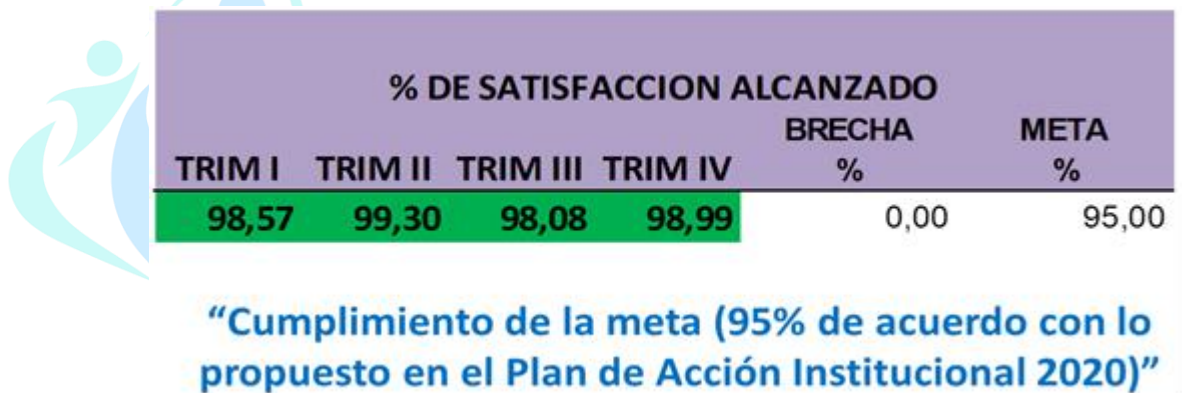 % DE SATISFACCION ALCANZADO
BRECHA META
TRIM I TRIM II TRIM III TRIM IV % %
98,57 99,30 98,08 98,99 0,00 95,00
“Cumplimiento de la meta (95% de acuerdo con lo
propuesto en el Plan de Acción Institucional 2020)”